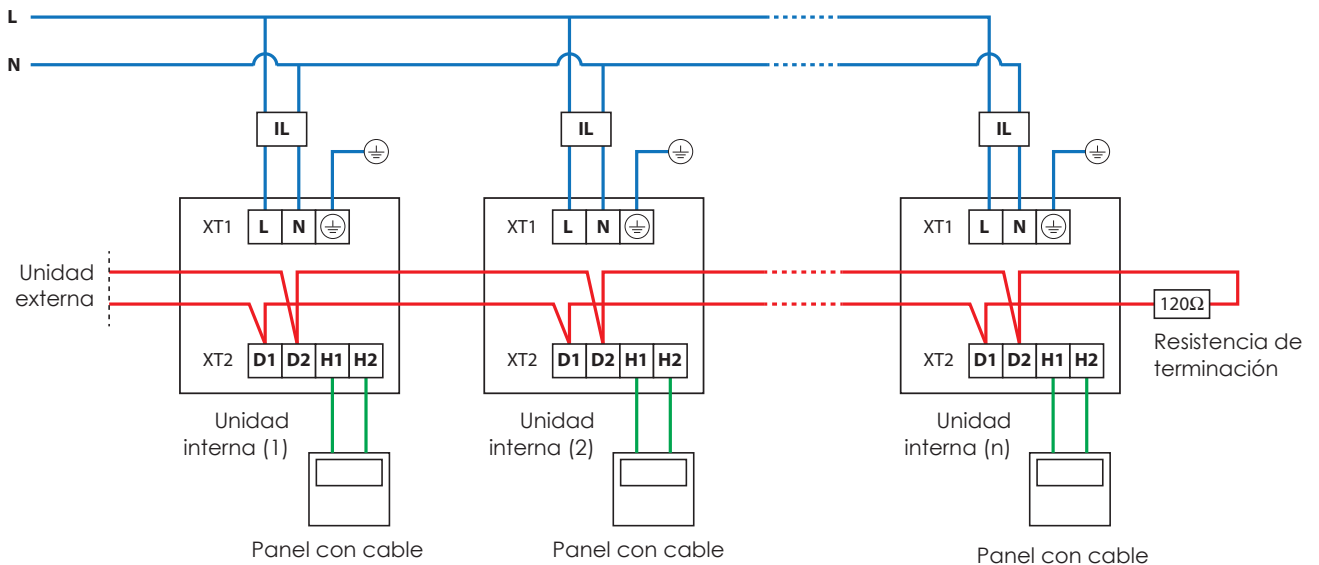 L
N
IL
IL
IL
XT1 L N
XT1 L N
XT1 L N
Unidad
externa
120Ω
Resistencia de
terminación
XT2 D1 D2 H1 H2
XT2 D1 D2 H1 H2
XT2 D1 D2 H1 H2
Unidad
interna (1)
Unidad
interna (2)
Unidad
interna (n)
Panel con cable
Panel con cable
Panel con cable